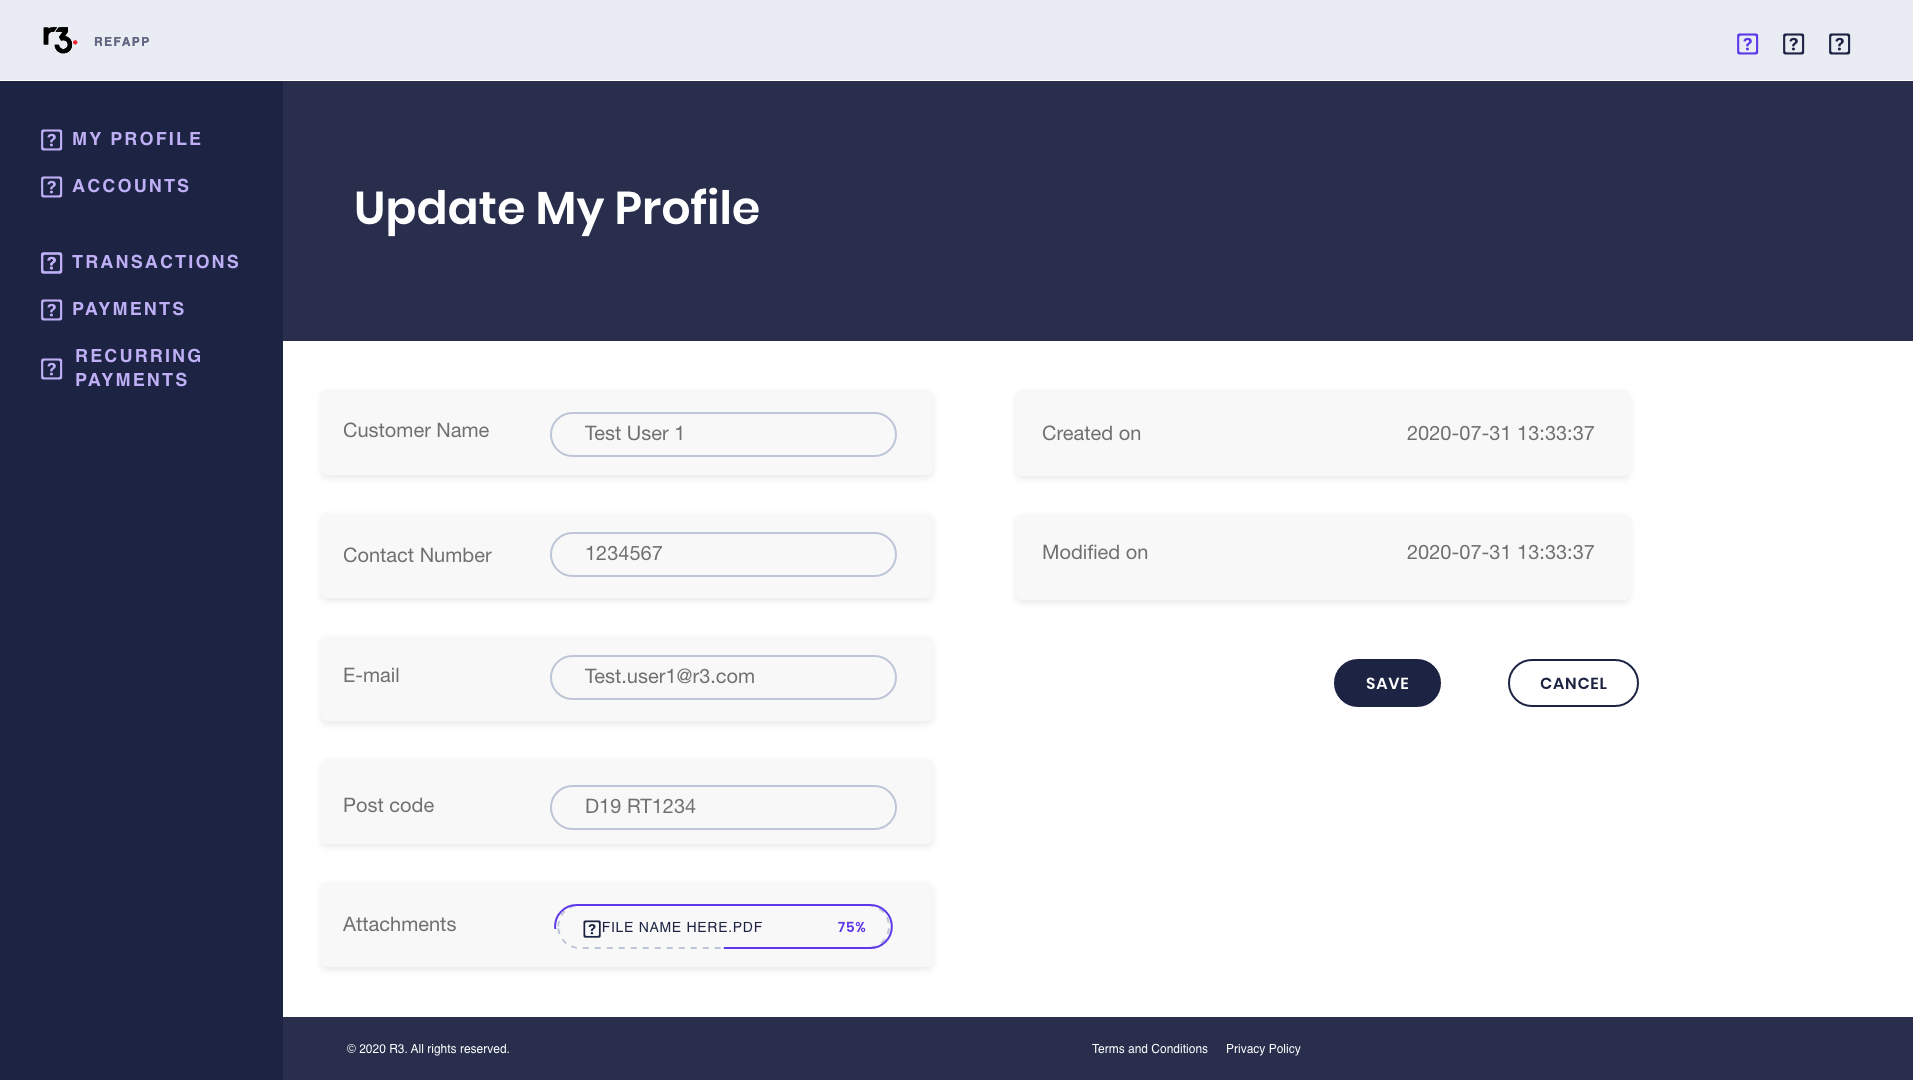 r3.
REFAPP
MY PROFILE
ACCOUNTS
TRANSACTIONS
PAYMENTS
RECURRING
PAYMENTS
Update My Profile
Customer Name
Test User 1
Contact Number
1234567
E-mail
Test.user1@r3.com
Post code
D19 RT1234
Attachments
FILE NAME HERE.PDF
75%
Created on
2020-07-31 13:33:37
Modified on
2020-07-31 13:33:37
SAVE
CANCEL
© 2020 R3. All rights reserved.
Terms and Conditions
Privacy Policy